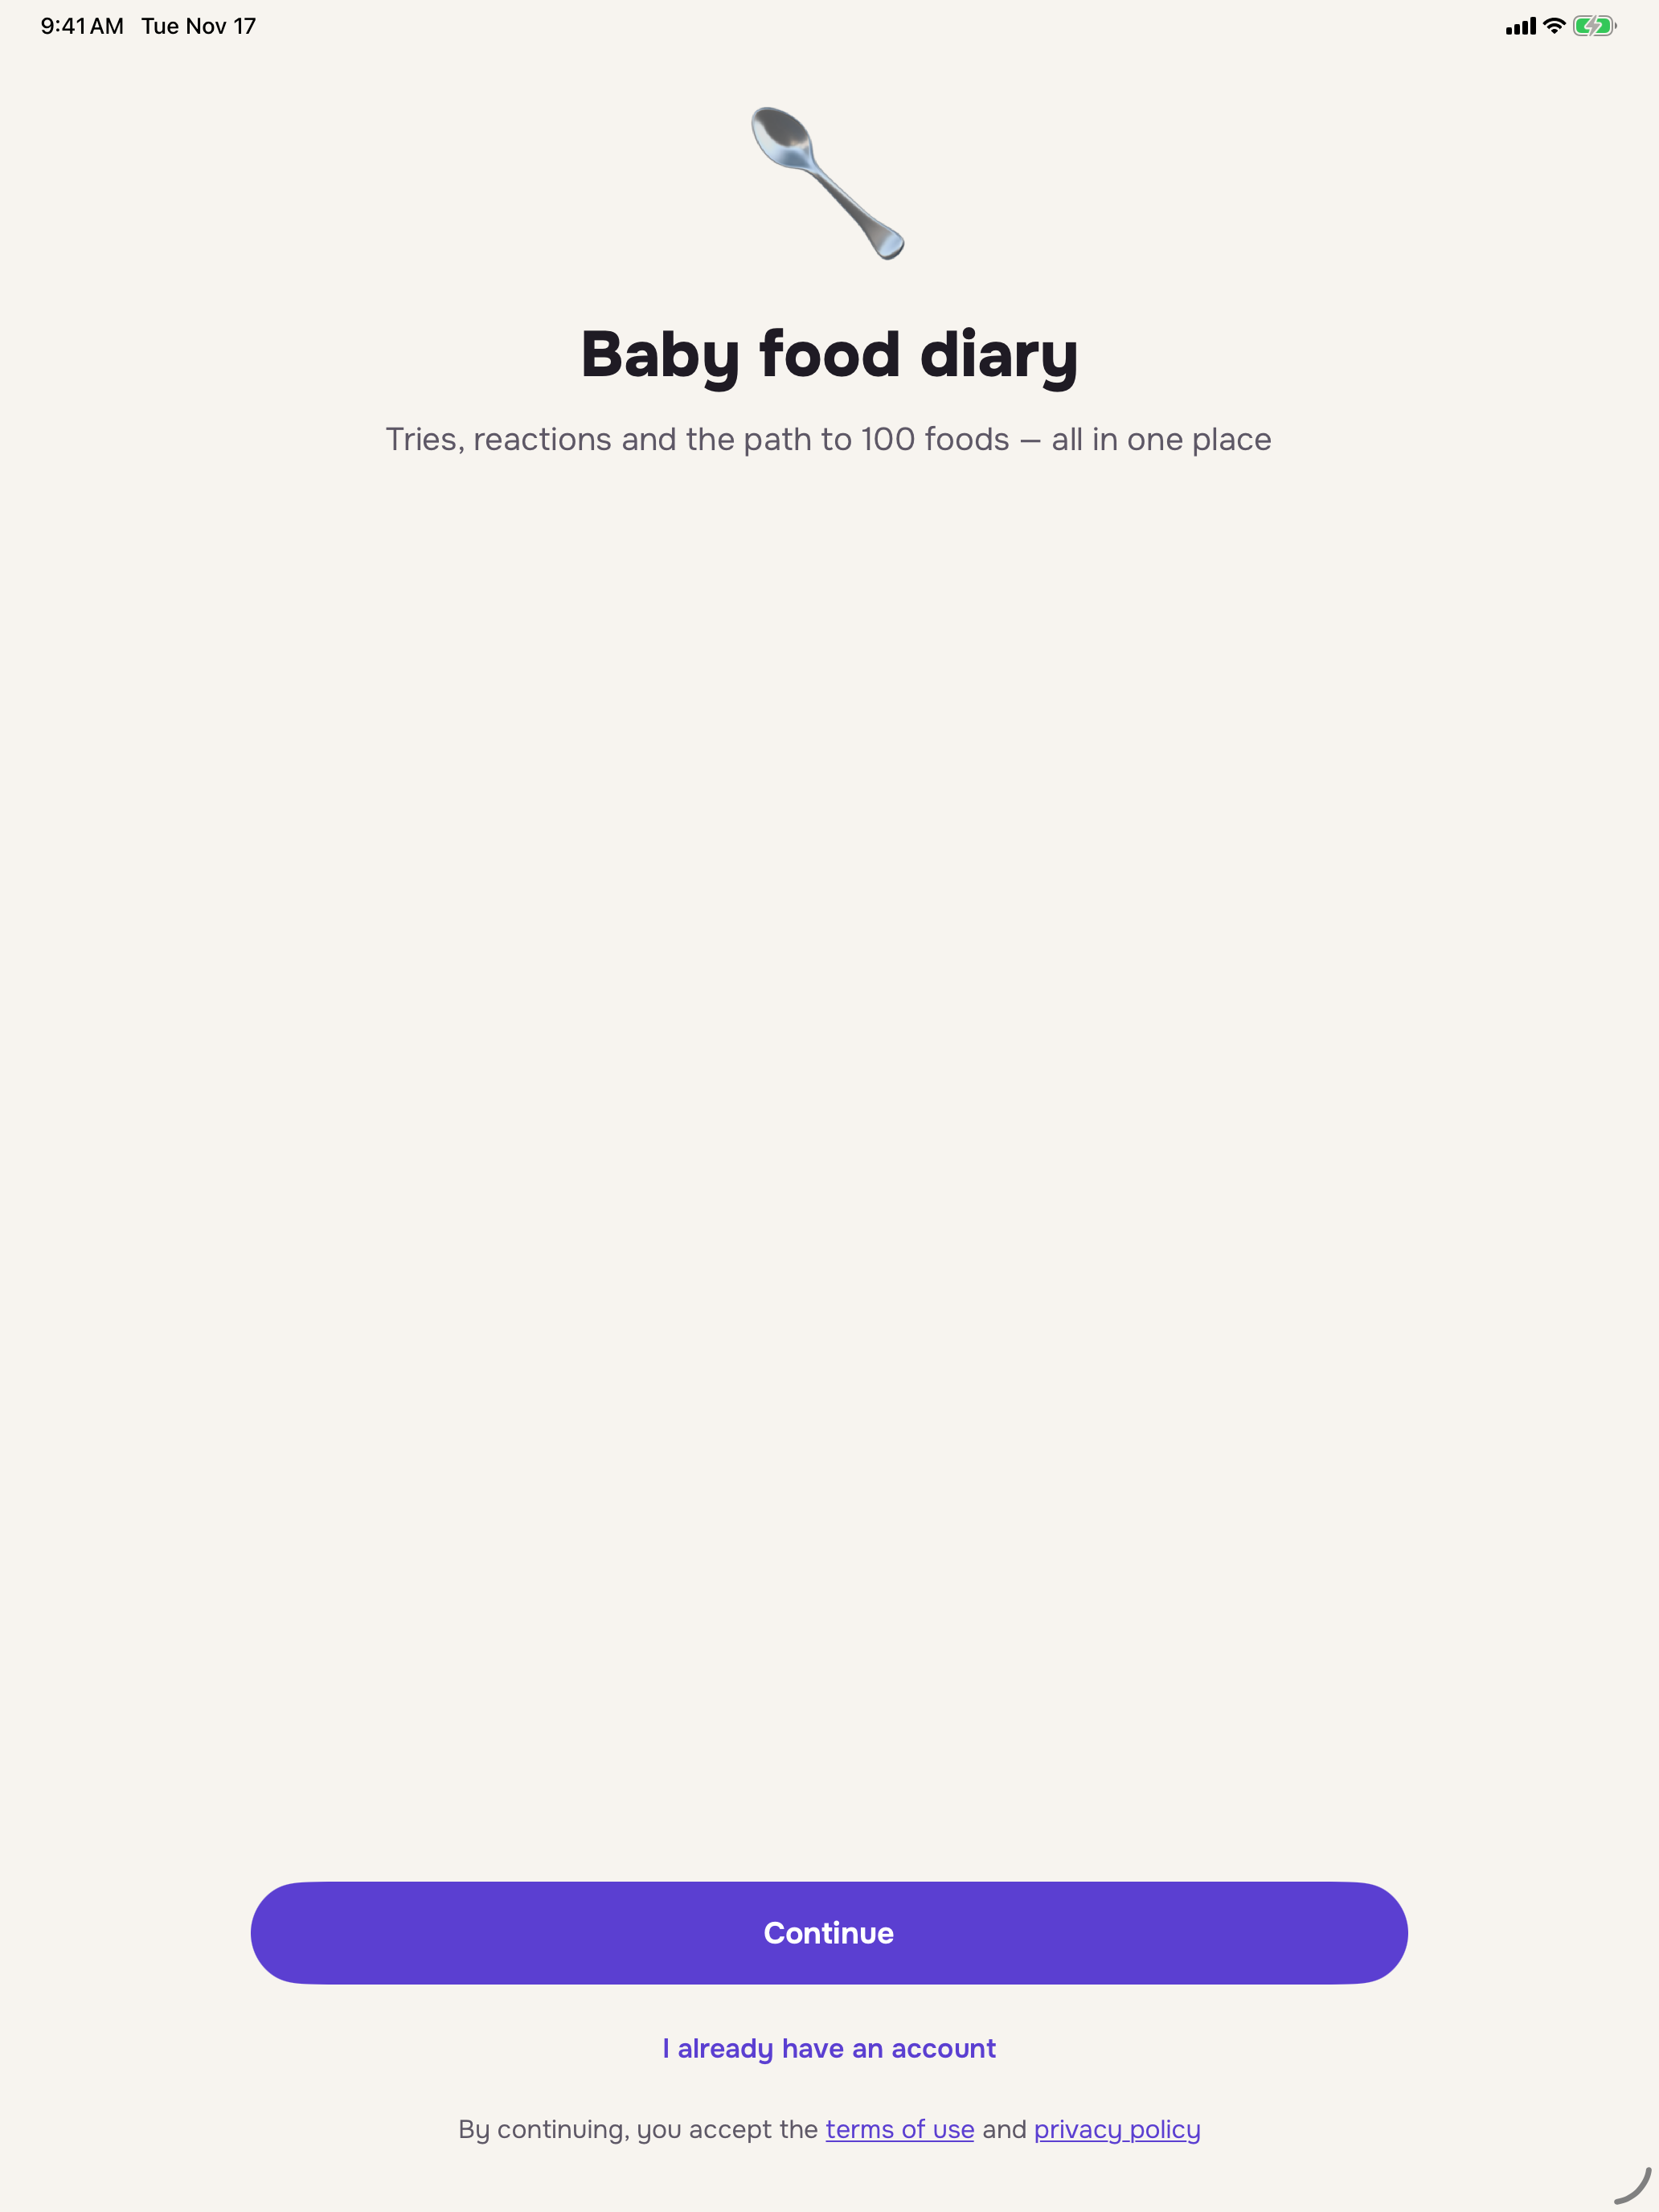 9:41 AM Tue Nov 17
Baby food diary
Tries, reactions and the path to 100 foods — all in one place
Continue
I already have an account
By continuing, you accept the terms of use and privacy policy